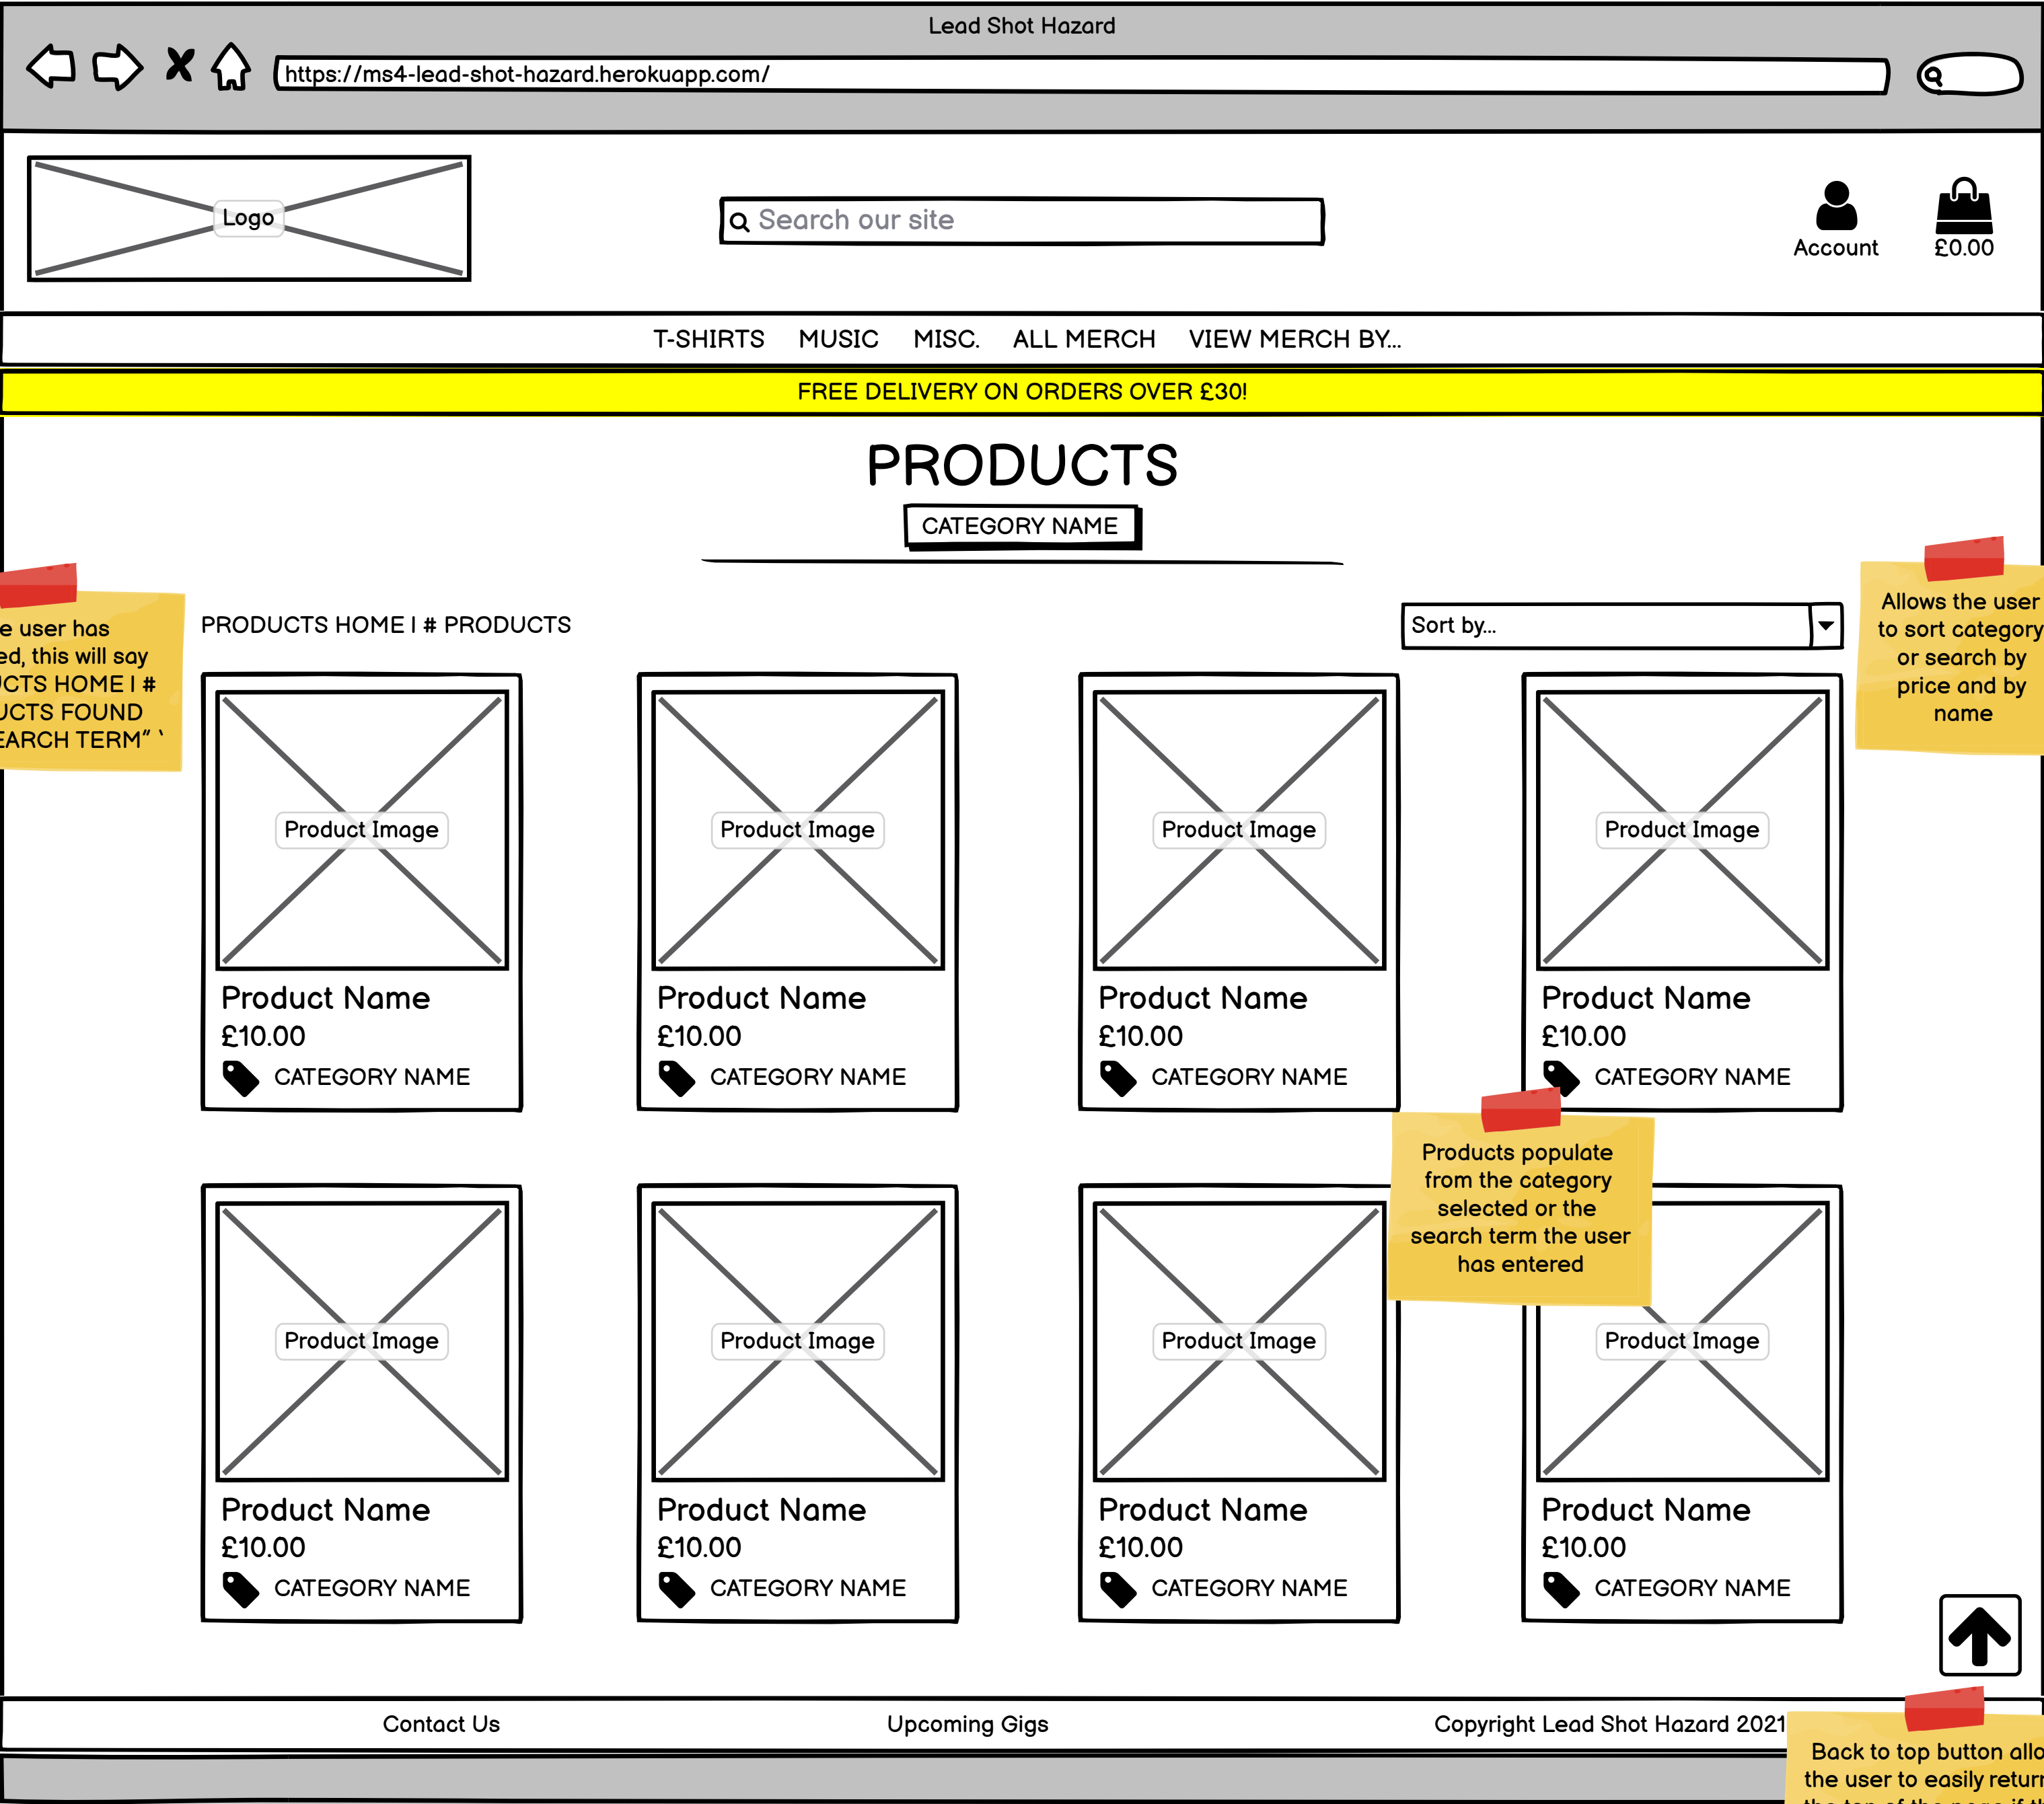 Lead Shot Hazard
https://ms4-lead-shot-hazard.herokuapp.com/
Logo
Search our site
Account
£0.00
T-SHIRTS MUSIC MISC. ALL MERCH VIEW MERCH BY...
FREE DELIVERY ON ORDERS OVER £30!
PRODUCTS
CATEGORY NAME
user has
this will say
HOME | #
FOUND
TERM" `
PRODUCTS HOME | # PRODUCTS
Sort by...
Allows the user
to sort category
or search by
price and by
name
Product Image Product Image Product Image Product Image
Product Name Product Name Product Name Product Name
£10.00 £10.00 £10.00 £10.00
CATEGORY NAME CATEGORY NAME CATEGORY NAME CATEGORY NAME
Products populate
from the category
selected or the
search term the user
has entered
Product Image Product Image Product Image Product Image
Product Name Product Name Product Name Product Name
£10.00 £10.00 £10.00 £10.00
CATEGORY NAME CATEGORY NAME CATEGORY NAME CATEGORY NAME
Contact Us Upcoming Gigs Copyright Lead Shot Hazard 2021
Back to top button
the user to easily return